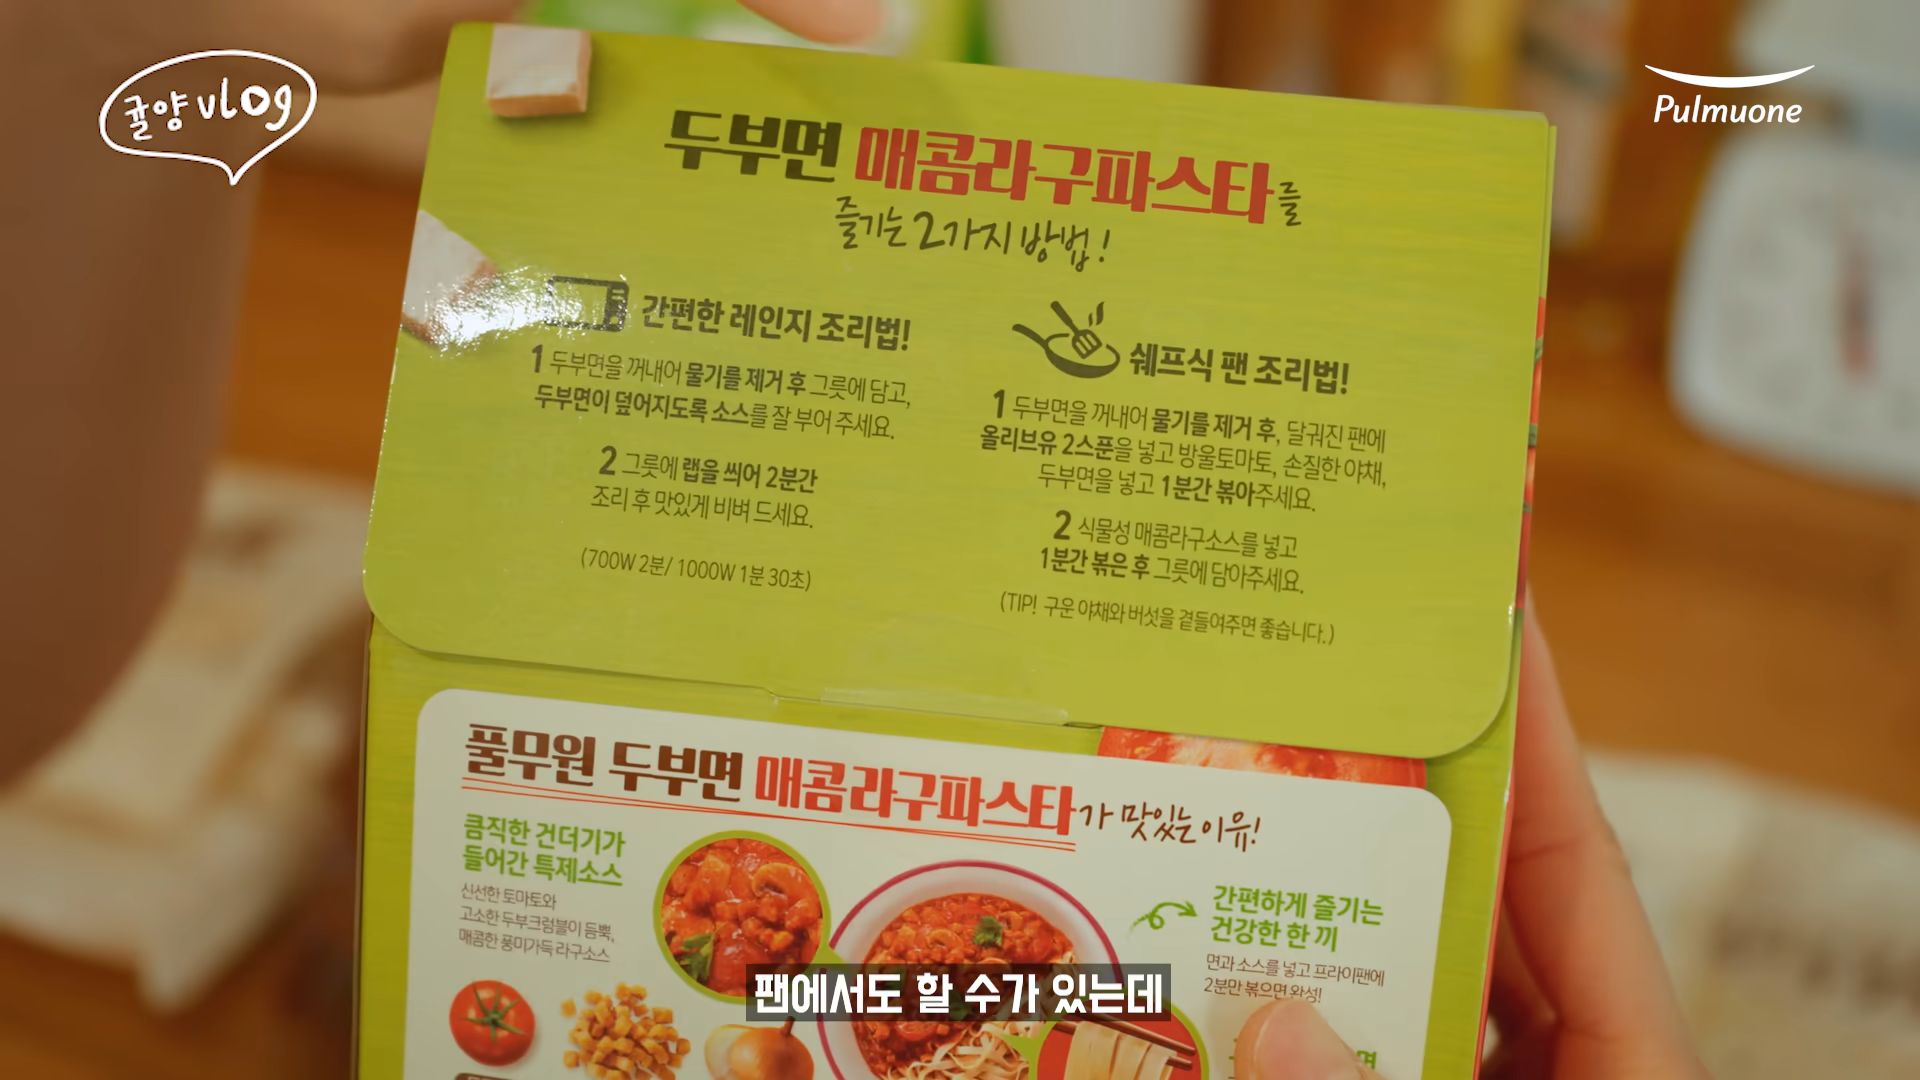 귤양 vlog
Pulmuone
두부면 매콤라구파스타를
즐기는 2가지 방법!
간편한 레인지 조리법!
1 두부면을 꺼내어 물기를 제거 후 그릇에 담고,
두부면이 덮어지도록 소스를 잘 부어 주세요.
2 그릇에 랩을 씌어 2분간
조리 후 맛있게 비벼 드세요.
(700W 2분/ 1000W 1분 30초)
쉐프식 팬 조리법!
1 두부면을 꺼내어 물기를 제거 후, 달궈진 팬에
올리브유 2스푼을 넣고 방울토마토, 손질한 야채,
두부면을 넣고 1분간 볶아주세요.
2 식물성 매콤라구소스를 넣고
1분간 볶은 후 그릇에 담아주세요.
(TIP! 구운 야채와 버섯을 곁들여주면 좋습니다.)
풀무원 두부면 매콤라구파스타가 맛있는 이유!
큼직한 건더기가
들어간 특제소스
신선한 토마토와
고소한 두부크럼블이 듬뿍,
매콤한 풍미가득 라구소스
간편하게 즐기는
건강한 한 끼
면과 소스를 넣고 프라이팬에
2분만 볶으면 완성!
팬에서도 할 수가 있는데